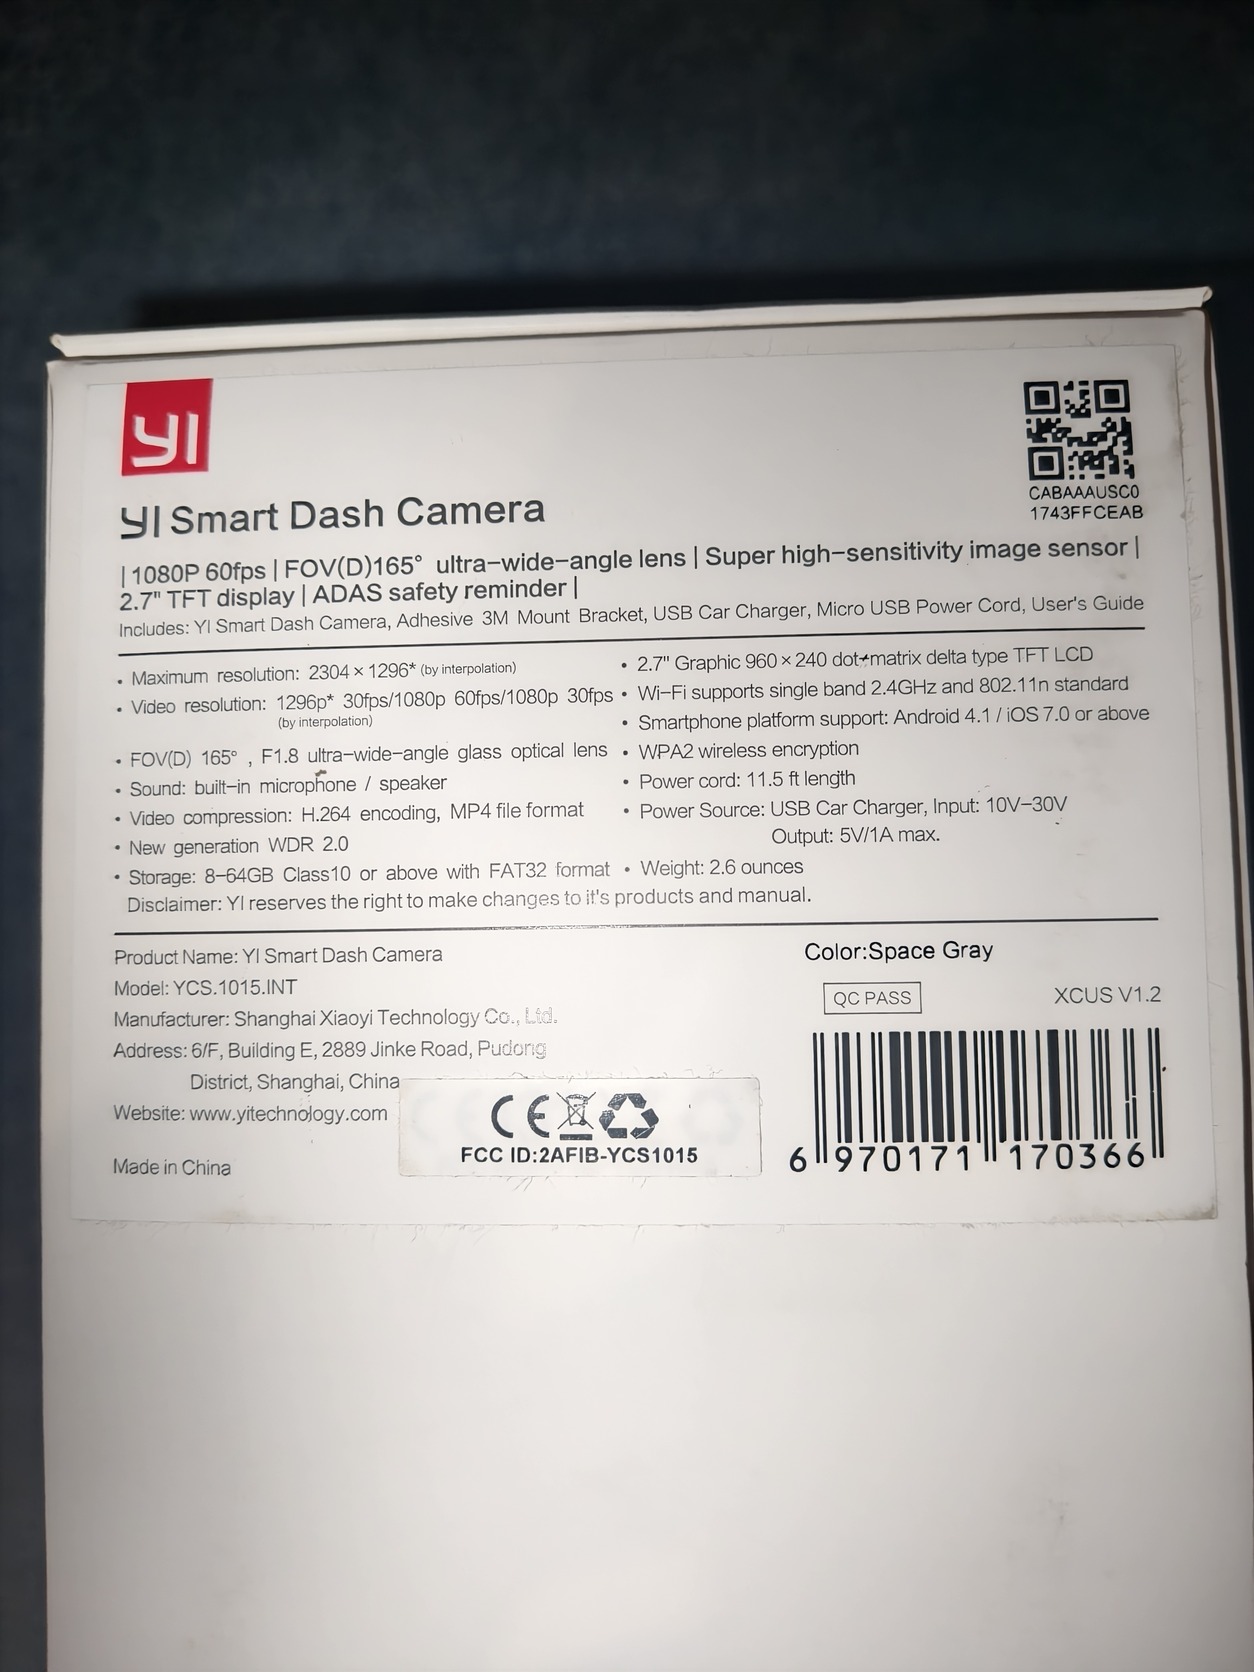 YI
YI Smart Dash Camera
CABAAAUSC0
1743FFCEAB
| 1080P 60fps | FOV(D)165° ultra-wide-angle lens | Super high-sensitivity image sensor |
2.7" TFT display | ADAS safety reminder |
Includes: YI Smart Dash Camera, Adhesive 3M Mount Bracket, USB Car Charger, Micro USB Power Cord, User's Guide
• Maximum resolution: 2304 × 1296* (by interpolation)
• Video resolution: 1296p* 30fps/1080p 60fps/1080p 30fps
(by interpolation)
• FOV(D) 165° , F1.8 ultra-wide-angle glass optical lens
• Sound: built-in microphone / speaker
• Video compression: H.264 encoding, MP4 file format
• New generation WDR 2.0
• Storage: 8-64GB Class10 or above with FAT32 format
• 2.7" Graphic 960 × 240 dot-matrix delta type TFT LCD
• Wi-Fi supports single band 2.4GHz and 802.11n standard
• Smartphone platform support: Android 4.1 / iOS 7.0 or above
• WPA2 wireless encryption
• Power cord: 11.5 ft length
• Power Source: USB Car Charger, Input: 10V-30V
Output: 5V/1A max.
• Weight: 2.6 ounces
Disclaimer: YI reserves the right to make changes to it's products and manual.
Product Name: YI Smart Dash Camera
Model: YCS.1015.INT
Manufacturer: Shanghai Xiaoyi Technology Co., Ltd.
Address: 6/F, Building E, 2889 Jinke Road, Pudong
District, Shanghai, China
Website: www.yitechnology.com
Made in China
CE
FCC ID:2AFIB-YCS1015
Color:Space Gray
QC PASS
XCUS V1.2
6 970171 170366